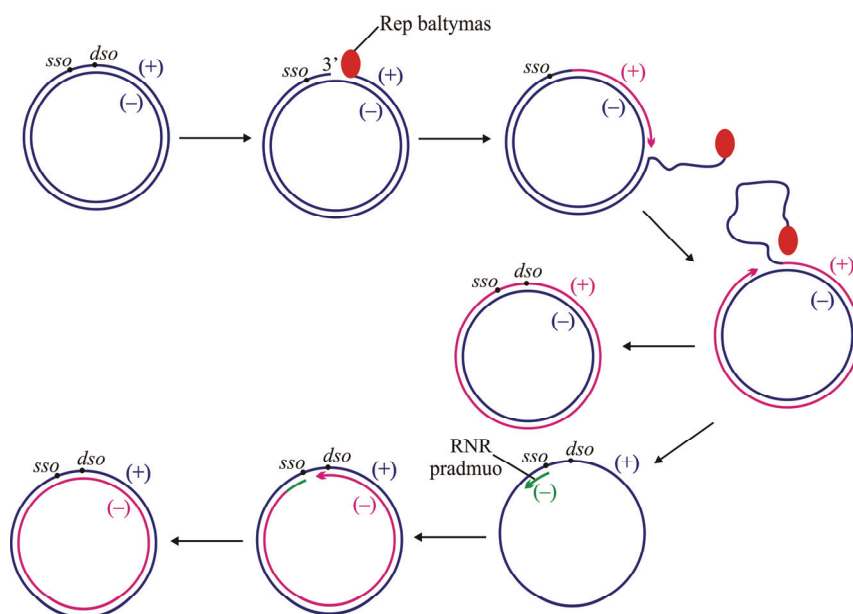 Rep baltymas
sso
dso
(+)
(–)
sso
3’
(+)
(–)
sso
(+)
(–)
(+)
(–)
sso
dso
(+)
(–)
RNR
pradmuo
sso
dso
(+)
(–)
sso
dso
(+)
(–)
sso
dso
(+)
(–)